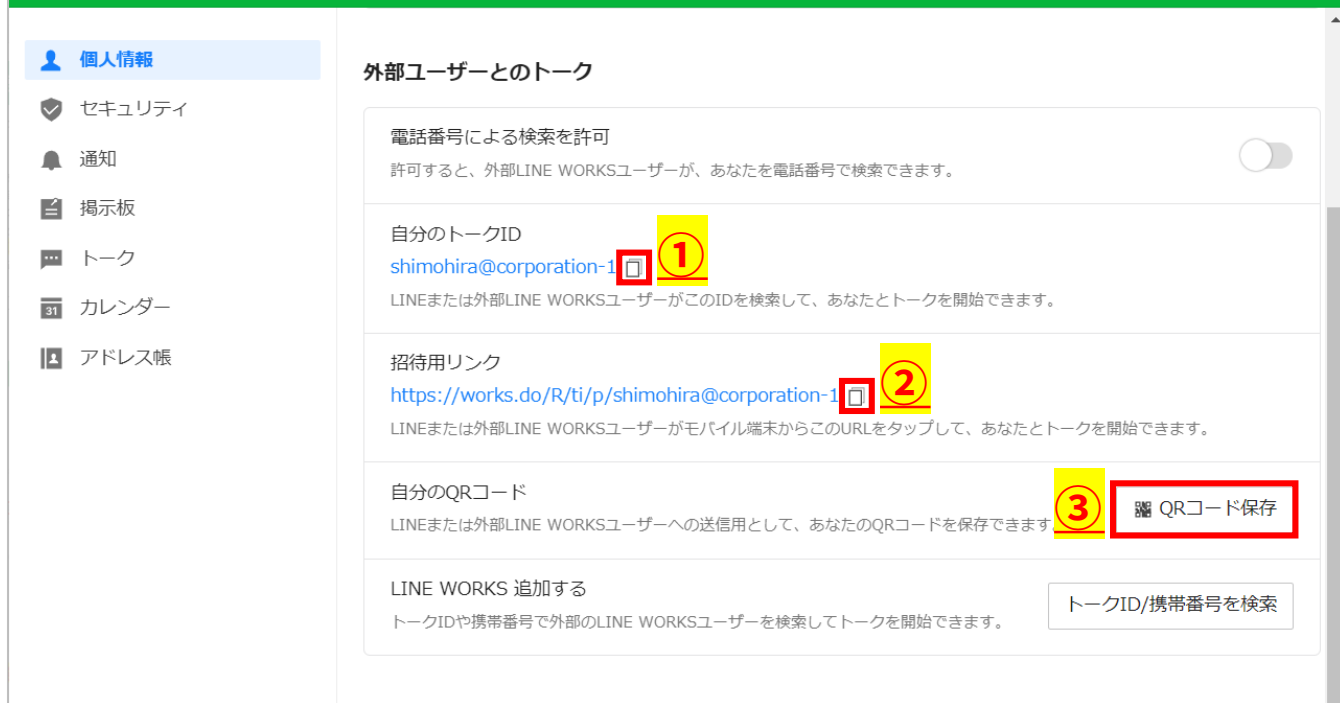 個人情報
セキュリティ
通知
掲示板
トーク
31 カレンダー
アドレス帳
外部ユーザーとのトーク
電話番号による検索を許可
許可すると、外部LINE WORKSユーザーが、あなたを電話番号で検索できます。
自分のトークID
shimohira@corporation-1 ①
LINEまたは外部LINE WORKSユーザーがこのIDを検索して、あなたとトークを開始できます。
招待用リンク
https://works.do/R/ti/p/shimohira@corporation-1 ②
LINEまたは外部LINE WORKSユーザーがモバイル端末からこのURLをタップして、あなたとトークを開始できます。
自分のQRコード
LINEまたは外部LINE WORKSユーザーへの送信用として、あなたのQRコードを保存できます。
③ QRコード保存
LINE WORKS 追加する
トークIDや携帯番号で外部のLINE WORKSユーザーを検索してトークを開始できます。
トークID/携帯番号を検索